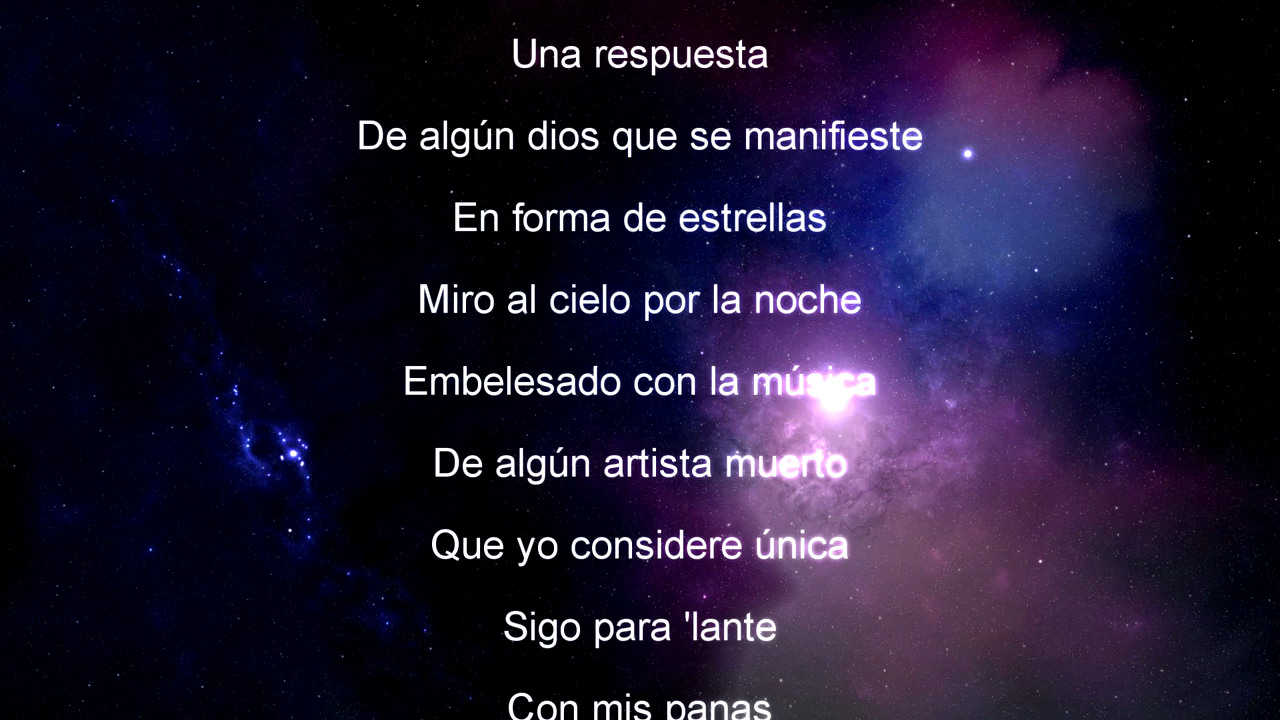 Una respuesta
De algún dios que se manifieste
En forma de estrellas
Miro al cielo por la noche
Embelesado con la música
De algún artista muerto
Que yo considere única
Sigo para 'lante
Con mis panas